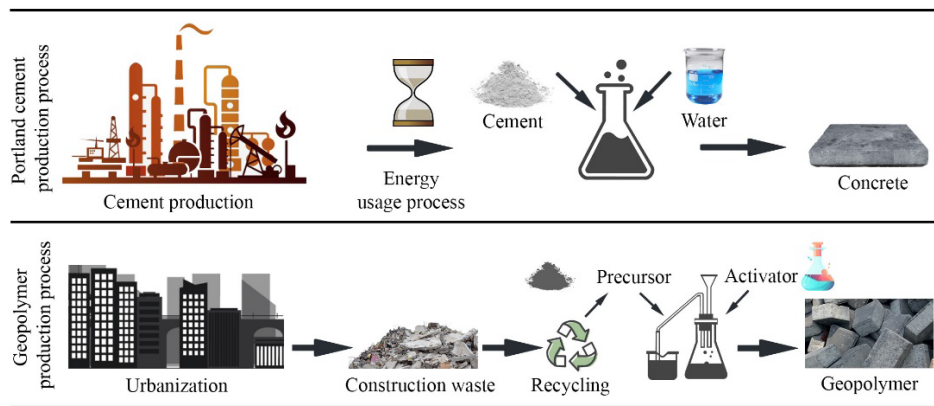 Portland cement
production process
Cement production
Energy
usage process
Cement
Water
Concrete
Geopolymer
production process
Urbanization
Construction waste
Recycling
Precursor
Activator
Geopolymer